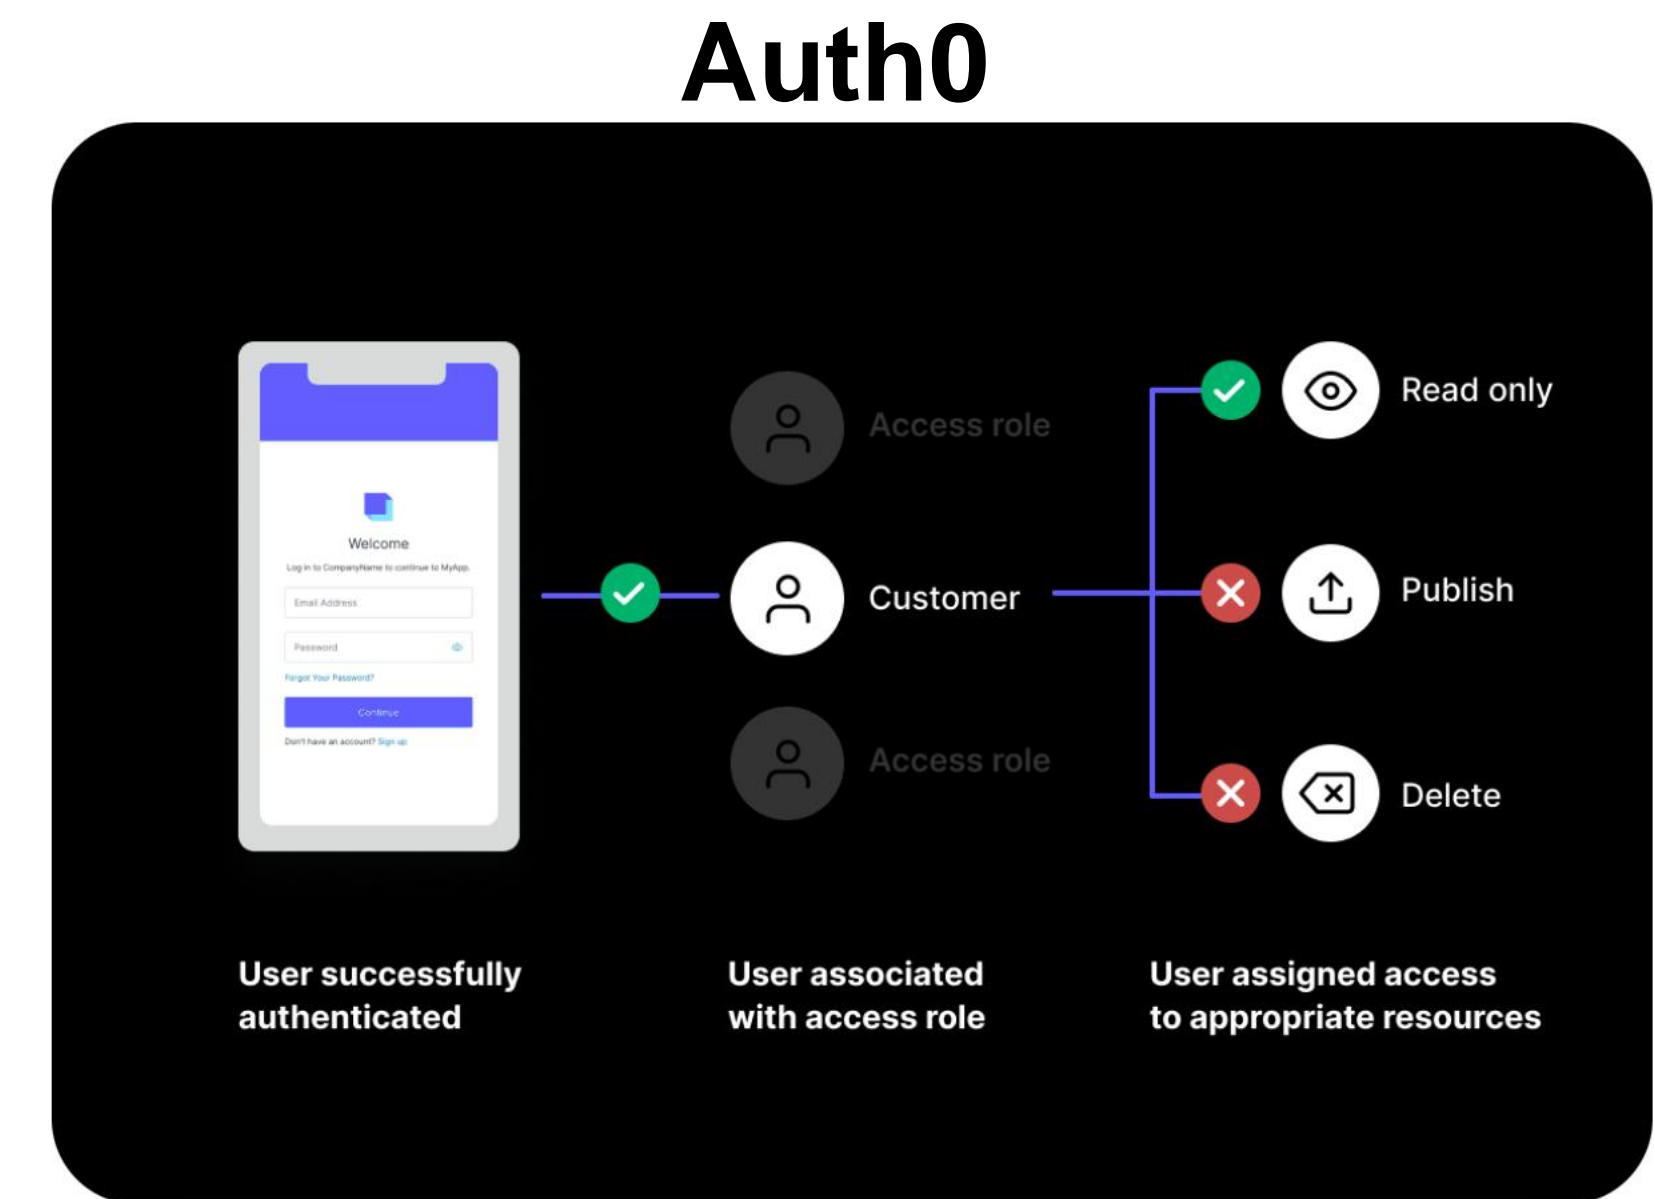 Auth0
Welcome
Log in to CompanyName to continue to MyApp.
Email Address
Password
Forgot Your Password?
Continue
Don't have an account? Sign up
Access role
Customer
Access role
Read only
Publish
Delete
User successfully
authenticated
User associated
with access role
User assigned access
to appropriate resources